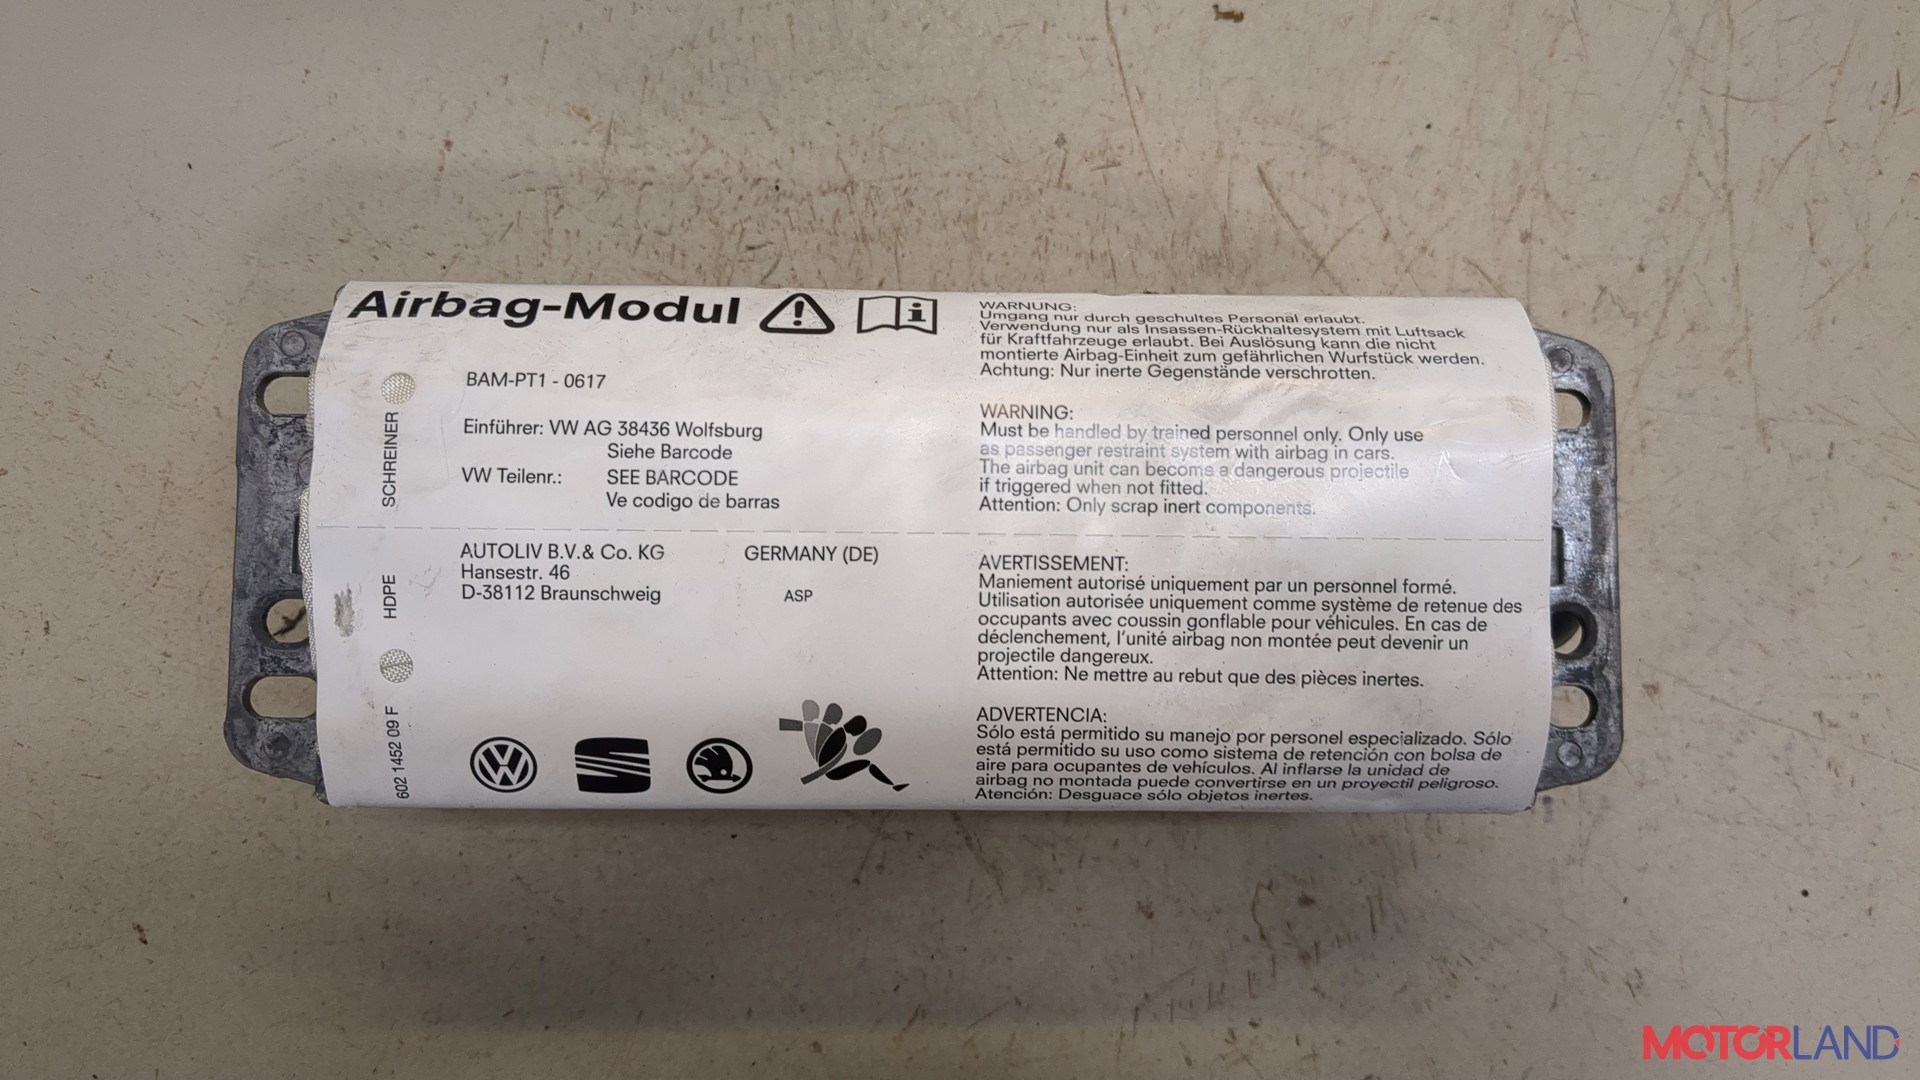 Airbag-Modul
BAM-PT1 - 0617
Einführer: VW AG 38436 Wolfsburg
Siehe Barcode
VW Teilenr.: SEE BARCODE
Ve codigo de barras
SCHREINER
HDPE
602 1452 09 F
AUTOLIV B.V.& Co. KG
Hansestr. 46
D-38112 Braunschweig
GERMANY (DE)
ASP
WARNUNG:
Umgang nur durch geschultes Personal erlaubt.
Verwendung nur als Insassen-Rückhaltesystem mit Luftsack
für Kraftfahrzeuge erlaubt. Bei Auslösung kann die nicht
montierte Airbag-Einheit zum gefährlichen Wurfstück werden.
Achtung: Nur inerte Gegenstände verschrotten.
WARNING:
Must be handled by trained personnel only. Only use
as passenger restraint system with airbag in cars.
The airbag unit can become a dangerous projectile
if triggered when not fitted.
Attention: Only scrap inert components.
AVERTISSEMENT:
Maniement autorisé uniquement par un personnel formé.
Utilisation autorisée uniquement comme système de retenue des
occupants avec coussin gonflable pour véhicules. En cas de
déclenchement, l'unité airbag non montée peut devenir un
projectile dangereux.
Attention: Ne mettre au rebut que des pièces inertes.
ADVERTENCIA:
Sólo está permitido su manejo por personel especializado. Sólo
está permitido su uso como sistema de retención con bolsa de
aire para ocupantes de vehículos. Al inflarse la unidad de
airbag no montada puede convertirse en un proyectil peligroso.
Atención: Desguace sólo objetos inertes.
MOTORLAND